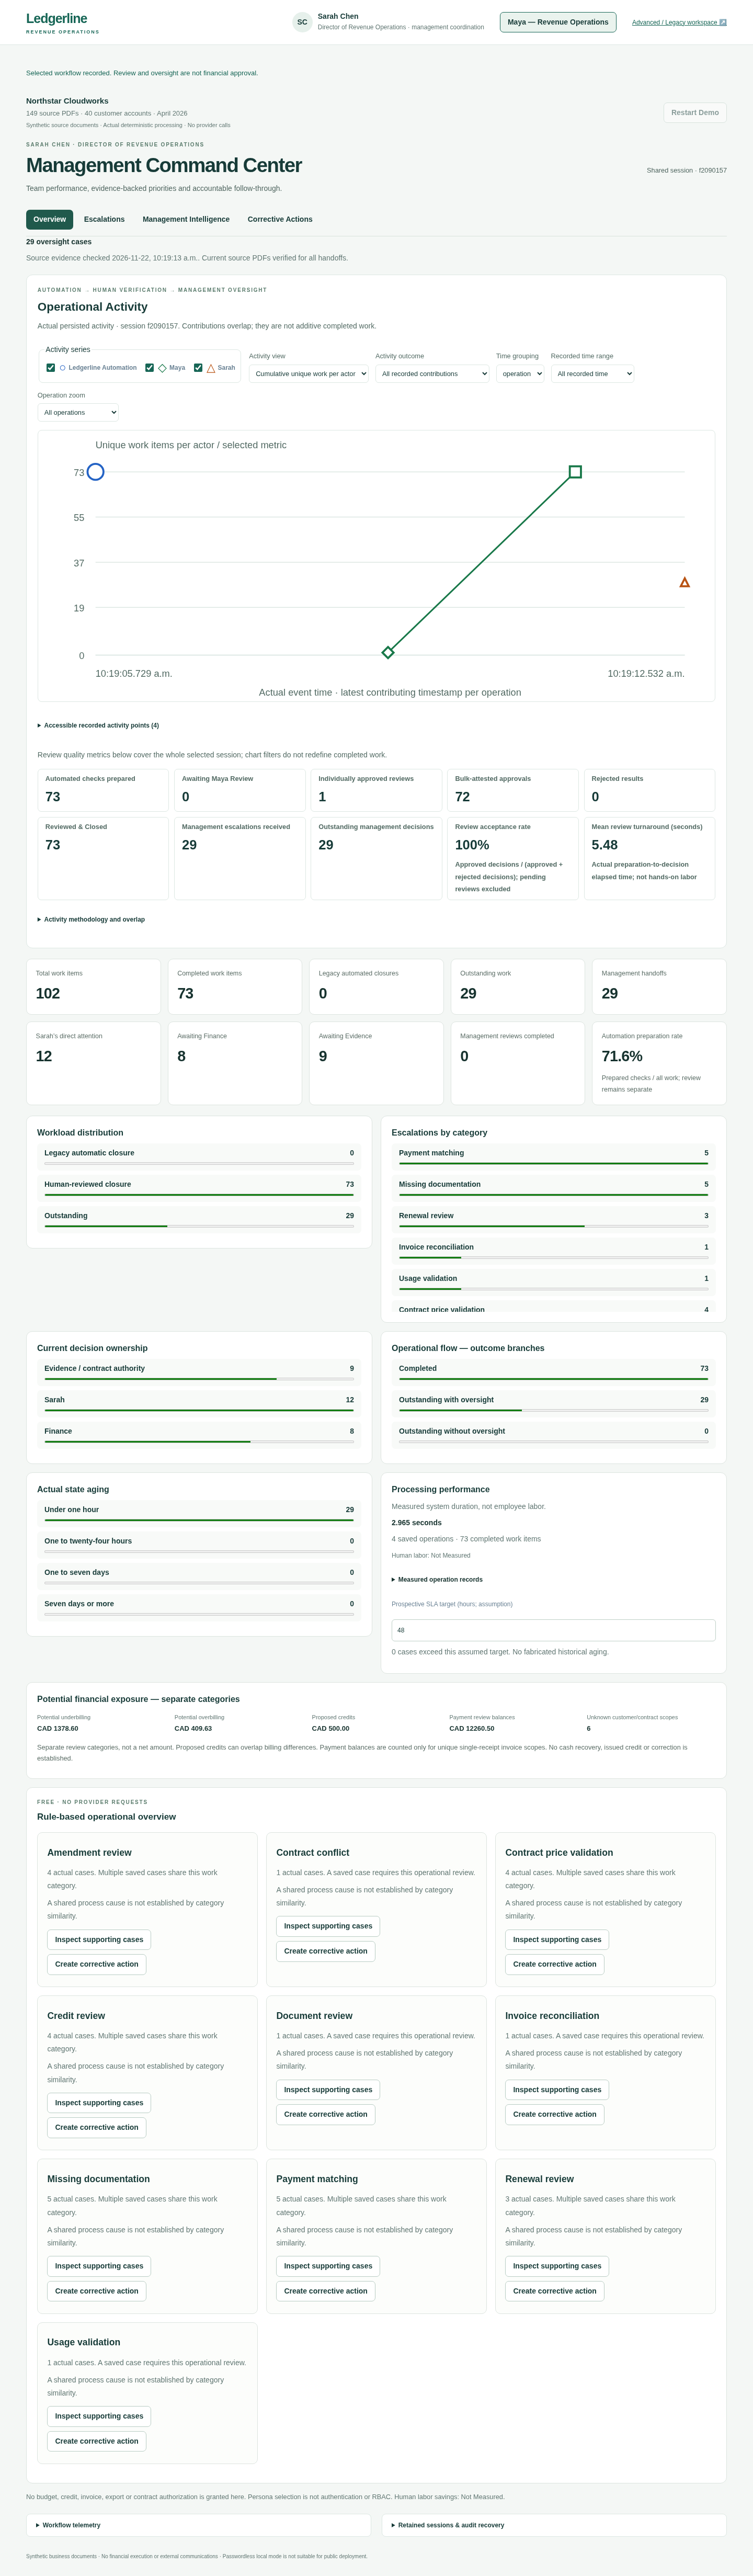 Ledgerline
REVENUE OPERATIONS
SC
Sarah Chen
Director of Revenue Operations · management coordination
Maya — Revenue Operations
Advanced / Legacy workspace ↗
Selected workflow recorded. Review and oversight are not financial approval.
Northstar Cloudworks
149 source PDFs · 40 customer accounts · April 2026
Synthetic source documents · Actual deterministic processing · No provider calls
Restart Demo
SARAH CHEN · DIRECTOR OF REVENUE OPERATIONS
Management Command Center
Shared session · f2090157
Team performance, evidence-backed priorities and accountable follow-through.
Overview
Escalations
Management Intelligence
Corrective Actions
29 oversight cases
Source evidence checked 2026-11-22, 10:19:13 a.m.. Current source PDFs verified for all handoffs.
AUTOMATION → HUMAN VERIFICATION → MANAGEMENT OVERSIGHT
Operational Activity
Actual persisted activity · session f2090157. Contributions overlap; they are not additive completed work.
Activity series
Ledgerline Automation
Maya
Sarah
Activity view
Cumulative unique work per actor
Activity outcome
All recorded contributions
Time grouping
operation
Recorded time range
All recorded time
Operation zoom
All operations
Unique work items per actor / selected metric
73
55
37
19
0
10:19:05.729 a.m.
10:19:12.532 a.m.
Actual event time · latest contributing timestamp per operation
Accessible recorded activity points (4)
Review quality metrics below cover the whole selected session; chart filters do not redefine completed work.
Automated checks prepared
73
Awaiting Maya Review
0
Individually approved reviews
1
Bulk-attested approvals
72
Rejected results
0
Reviewed & Closed
73
Management escalations received
29
Outstanding management decisions
29
Review acceptance rate
100%
Approved decisions / (approved +
rejected decisions); pending
reviews excluded
Mean review turnaround (seconds)
5.48
Actual preparation-to-decision
elapsed time; not hands-on labor
Activity methodology and overlap
Total work items
102
Completed work items
73
Legacy automated closures
0
Outstanding work
29
Management handoffs
29
Sarah's direct attention
12
Awaiting Finance
8
Awaiting Evidence
9
Management reviews completed
0
Automation preparation rate
71.6%
Prepared checks / all work; review
remains separate
Workload distribution
Legacy automatic closure 0
Human-reviewed closure 73
Outstanding 29
Escalations by category
Payment matching 5
Missing documentation 5
Renewal review 3
Invoice reconciliation 1
Usage validation 1
Contract price validation 4
Current decision ownership
Evidence / contract authority 9
Sarah 12
Finance 8
Operational flow — outcome branches
Completed 73
Outstanding with oversight 29
Outstanding without oversight 0
Actual state aging
Under one hour 29
One to twenty-four hours 0
One to seven days 0
Seven days or more 0
Processing performance
Measured system duration, not employee labor.
2.965 seconds
4 saved operations · 73 completed work items
Human labor: Not Measured
Measured operation records
Prospective SLA target (hours; assumption)
48
0 cases exceed this assumed target. No fabricated historical aging.
Potential financial exposure — separate categories
Potential underbilling
CAD 1378.60
Potential overbilling
CAD 409.63
Proposed credits
CAD 500.00
Payment review balances
CAD 12260.50
Unknown customer/contract scopes
6
Separate review categories, not a net amount. Proposed credits can overlap billing differences. Payment balances are counted only for unique single-receipt invoice scopes. No cash recovery, issued credit or correction is
established.
FREE · NO PROVIDER REQUESTS
Rule-based operational overview
Amendment review
4 actual cases. Multiple saved cases share this work
category.
A shared process cause is not established by category
similarity.
Inspect supporting cases
Create corrective action
Contract conflict
1 actual cases. A saved case requires this operational review.
A shared process cause is not established by category
similarity.
Inspect supporting cases
Create corrective action
Contract price validation
4 actual cases. Multiple saved cases share this work
category.
A shared process cause is not established by category
similarity.
Inspect supporting cases
Create corrective action
Credit review
4 actual cases. Multiple saved cases share this work
category.
A shared process cause is not established by category
similarity.
Inspect supporting cases
Create corrective action
Document review
1 actual cases. A saved case requires this operational review.
A shared process cause is not established by category
similarity.
Inspect supporting cases
Create corrective action
Invoice reconciliation
1 actual cases. A saved case requires this operational review.
A shared process cause is not established by category
similarity.
Inspect supporting cases
Create corrective action
Missing documentation
5 actual cases. Multiple saved cases share this work
category.
A shared process cause is not established by category
similarity.
Inspect supporting cases
Create corrective action
Payment matching
5 actual cases. Multiple saved cases share this work
category.
A shared process cause is not established by category
similarity.
Inspect supporting cases
Create corrective action
Renewal review
3 actual cases. Multiple saved cases share this work
category.
A shared process cause is not established by category
similarity.
Inspect supporting cases
Create corrective action
Usage validation
1 actual cases. A saved case requires this operational review.
A shared process cause is not established by category
similarity.
Inspect supporting cases
Create corrective action
No budget, credit, invoice, export or contract authorization is granted here. Persona selection is not authentication or RBAC. Human labor savings: Not Measured.
Workflow telemetry
Retained sessions & audit recovery
Synthetic business documents · No financial execution or external communications · Passwordless local mode is not suitable for public deployment.